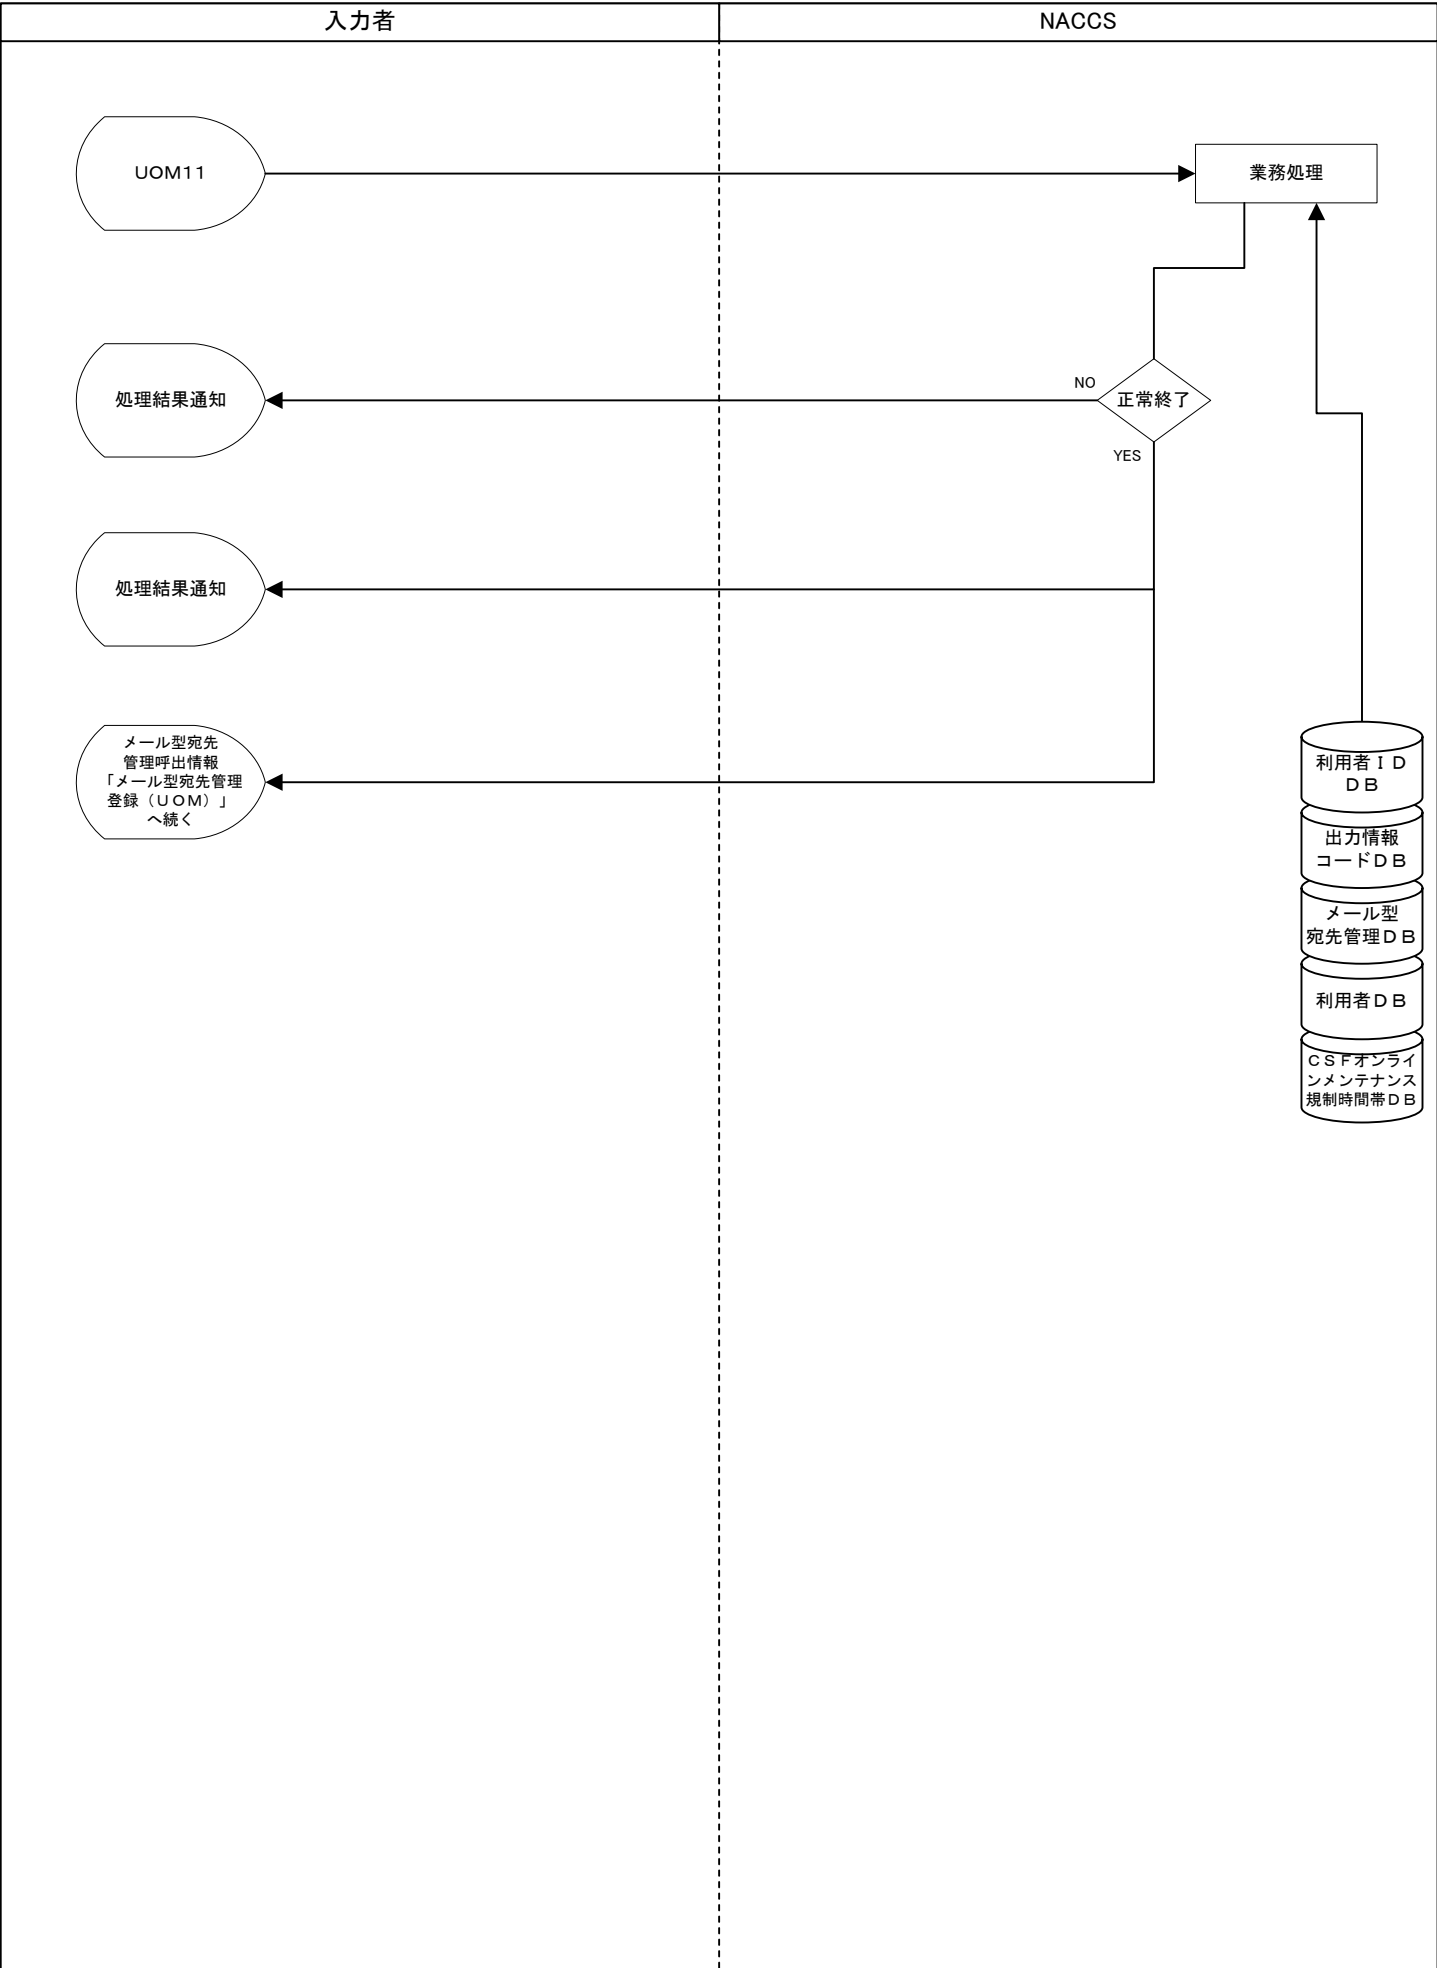 入力者
NACCS
UOM11
業務処理
処理結果通知
NO
正常終了
YES
処理結果通知
メール型宛先
管理呼出情報
「メール型宛先管理
登録（UOM）」
へ続く
利用者ＩＤ
ＤＢ
出力情報
コードＤＢ
メール型
宛先管理ＤＢ
利用者ＤＢ
ＣＳＦオンライ
ンメンテナンス
規制時間帯ＤＢ